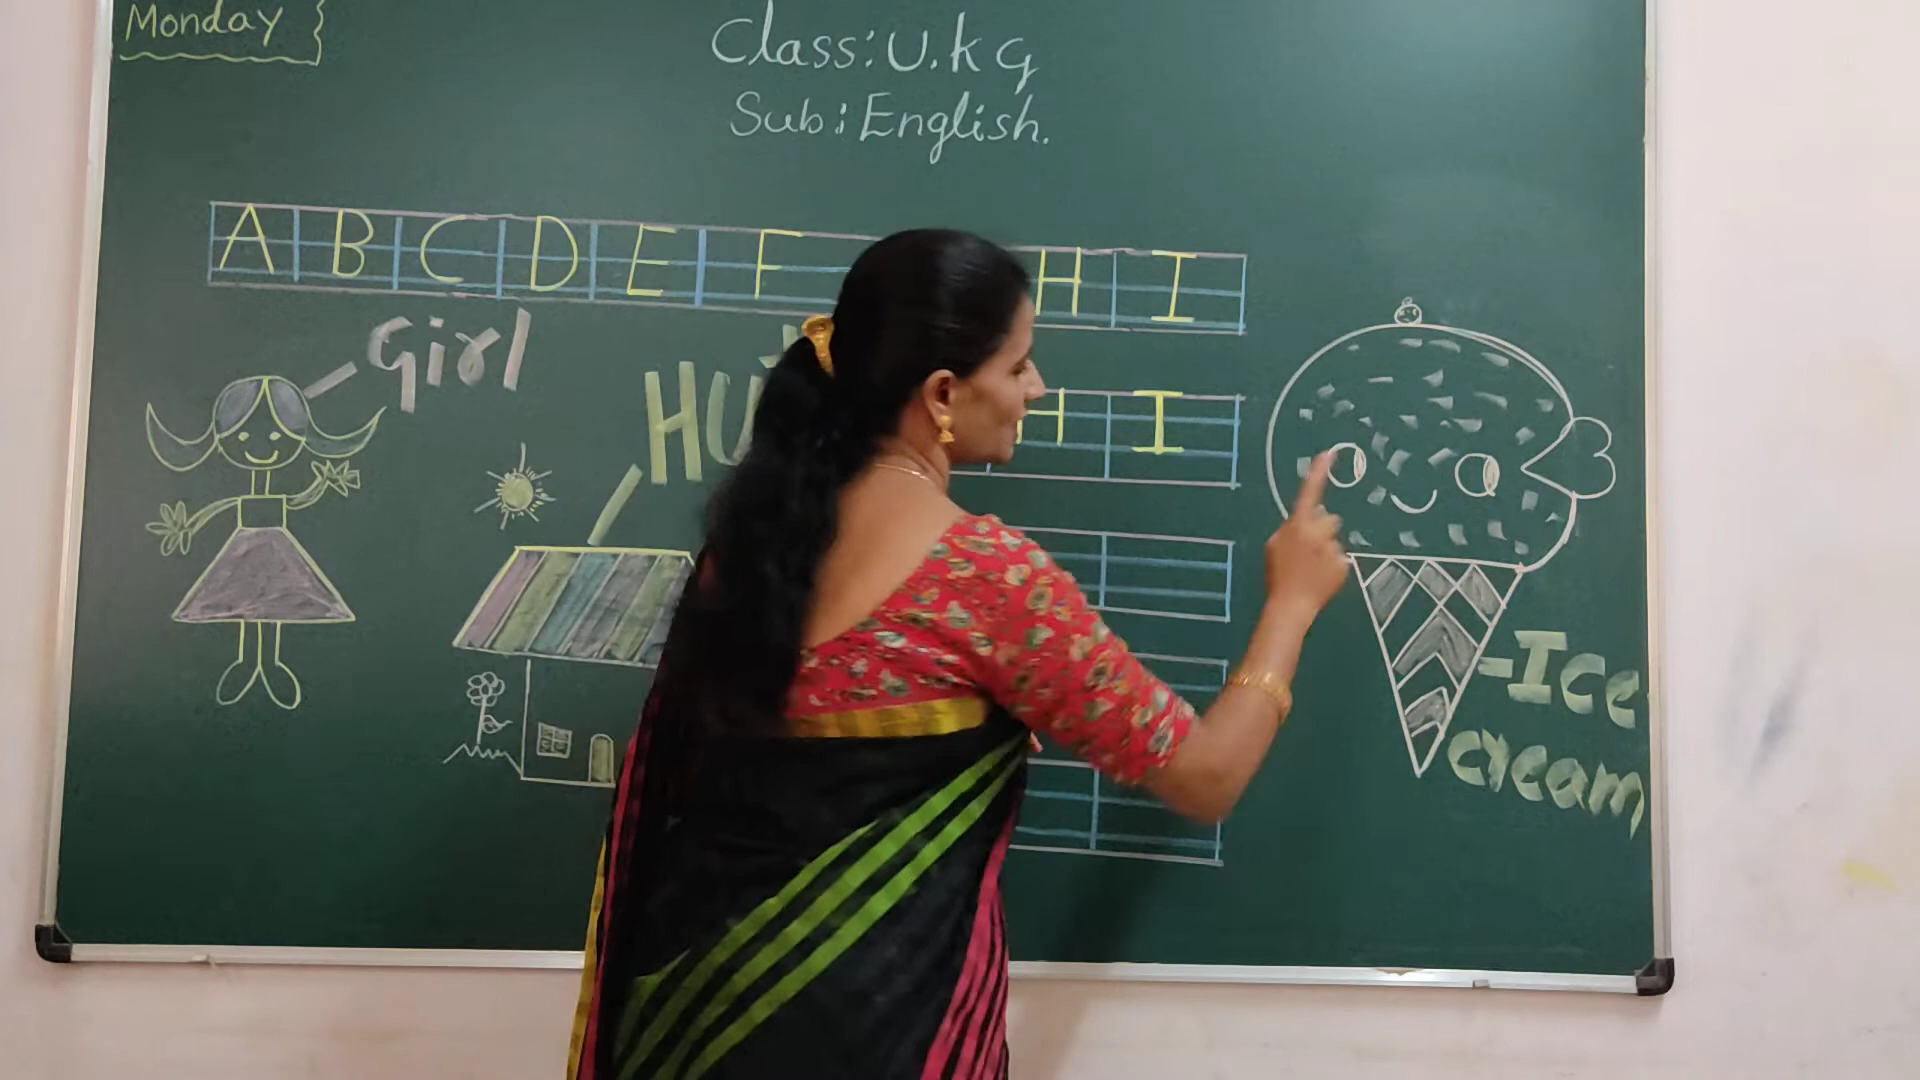 Monday
Class: U.K G
Sub: English.
A B C D E F H I
Girl
H I
Ice
cream